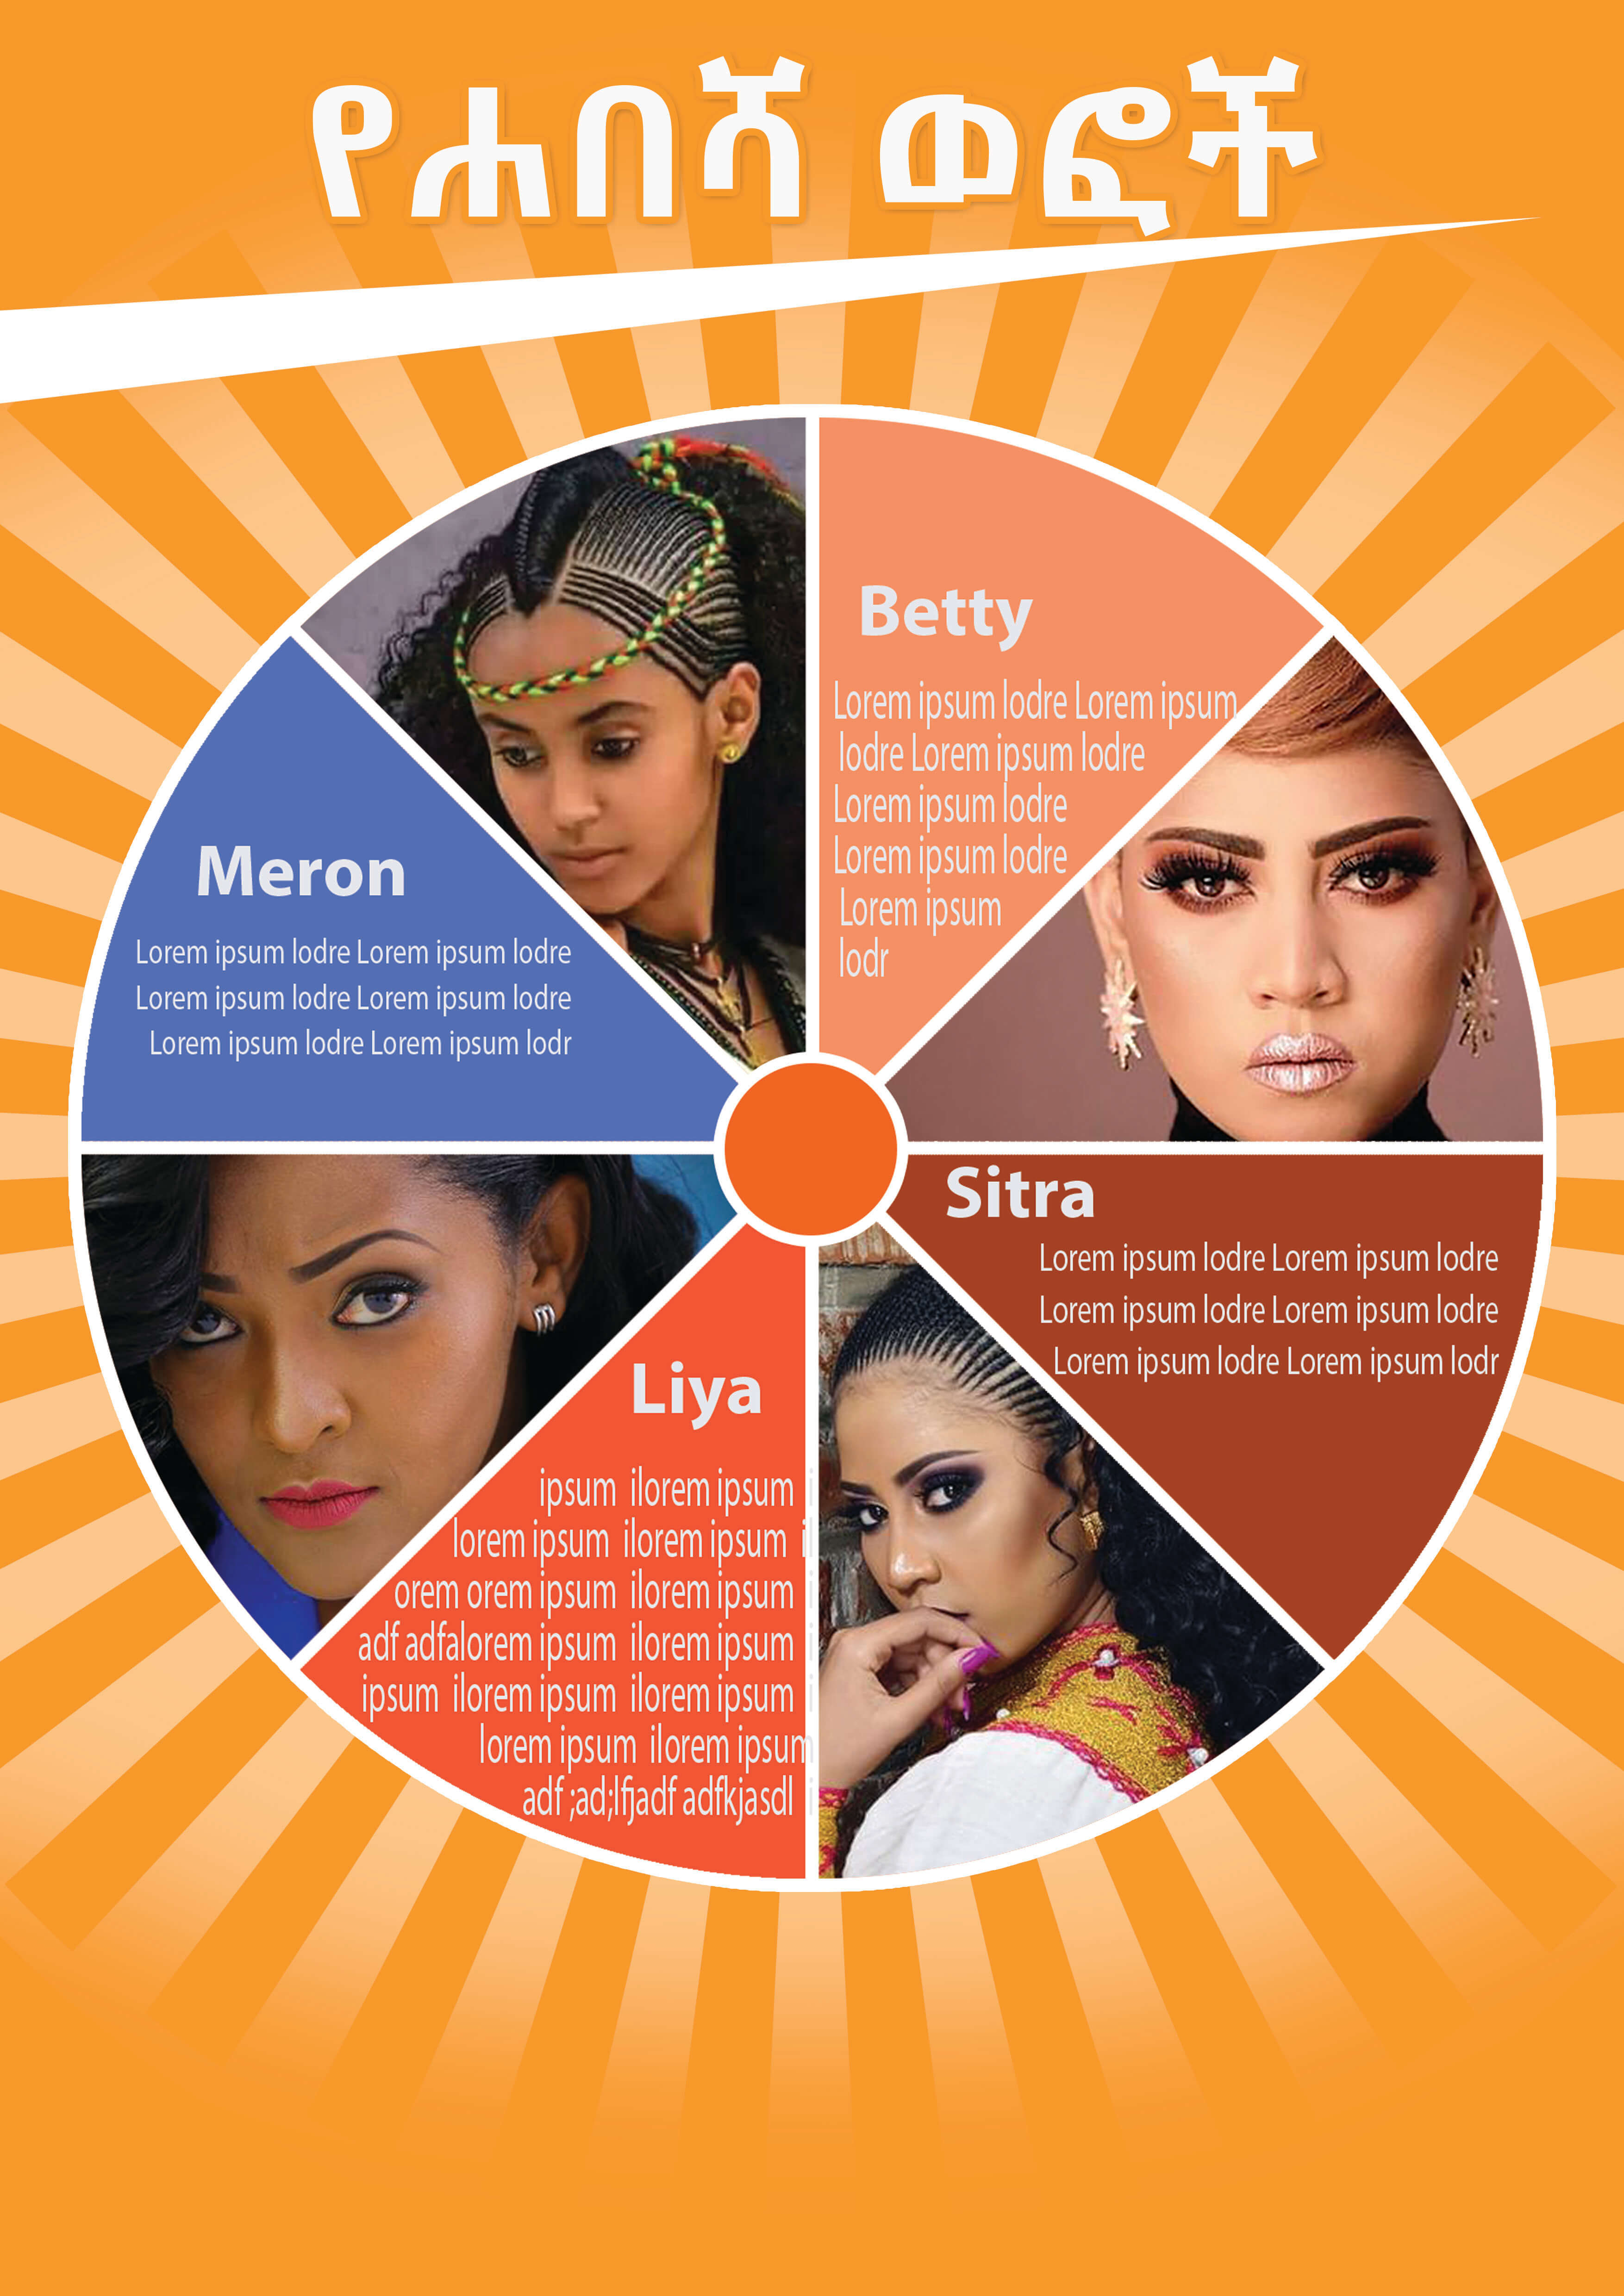 የሐበሻ ወፎች
Betty
Lorem ipsum lodre Lorem ipsum
lodre Lorem ipsum lodre
Lorem ipsum lodre
Lorem ipsum lodre
Lorem ipsum
lodr
Meron
Lorem ipsum lodre Lorem ipsum lodre
Lorem ipsum lodre Lorem ipsum lodre
Lorem ipsum lodre Lorem ipsum lodr
Sitra
Lorem ipsum lodre Lorem ipsum lodre
Lorem ipsum lodre Lorem ipsum lodre
Lorem ipsum lodre Lorem ipsum lodr
Liya
ipsum ilorem ipsum i
lorem ipsum ilorem ipsum il
orem orem ipsum ilorem ipsum i
adf adfalorem ipsum ilorem ipsum i
ipsum ilorem ipsum ilorem ipsum i
lorem ipsum ilorem ipsum
adf ;ad;lfjadf adfkjasdl i